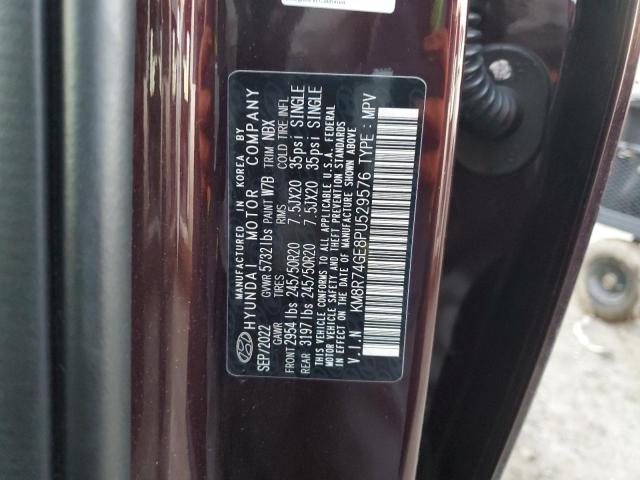 MANUFACTURED IN KOREA BY
HYUNDAI MOTOR COMPANY
SEP/2022 GVWR 5732 lbs PAINT W7B TRIM NBX
GAWR TIRES RIMS COLD TIRE INFL
FRONT 2954 lbs 245/50R20 7.5JX20 35psi SINGLE
REAR 3197 lbs 245/50R20 7.5JX20 35psi SINGLE
THIS VEHICLE CONFORMS TO ALL APPLICABLE U.S.A. FEDERAL
MOTOR VEHICLE SAFETY AND THEFT PREVENTION
STANDARDS IN EFFECT ON THE DATE OF MANUFACTURE SHOWN ABOVE
V.I.N KM8R74GE8PU529576 TYPE : MPV